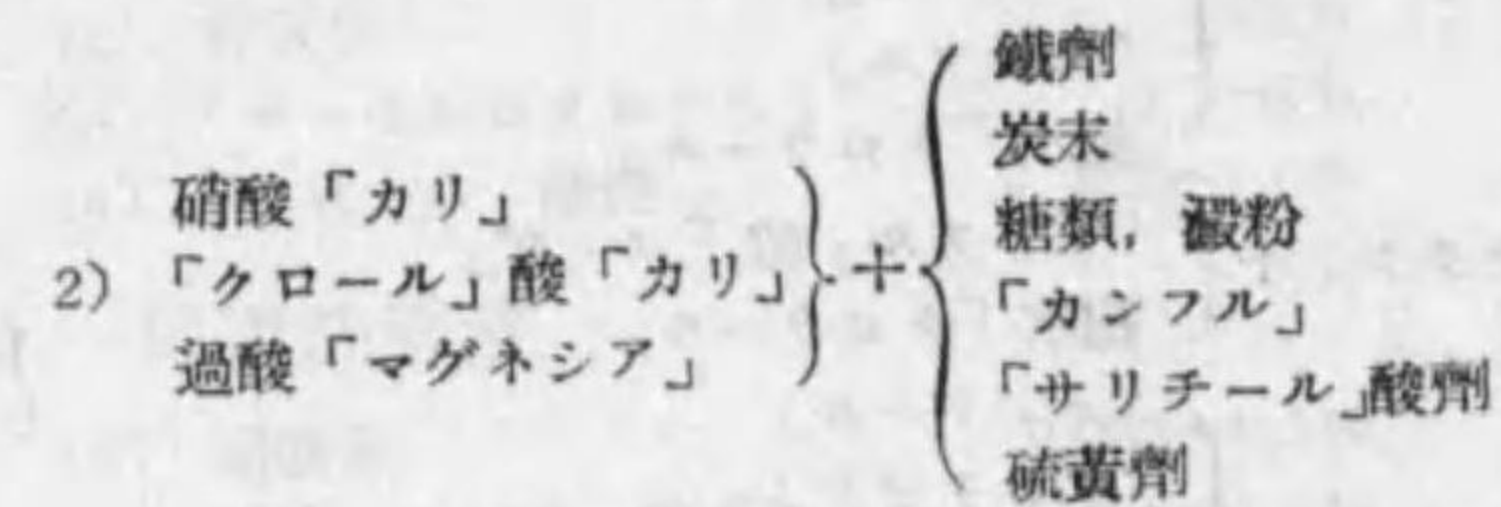 2)
硝酸「カリ」
「クロール」酸「カリ」
過酸「マグネシア」
+
鐵劑
炭末
糖類，澱粉
「カンフル」
「サリチール」酸劑
硫黄劑